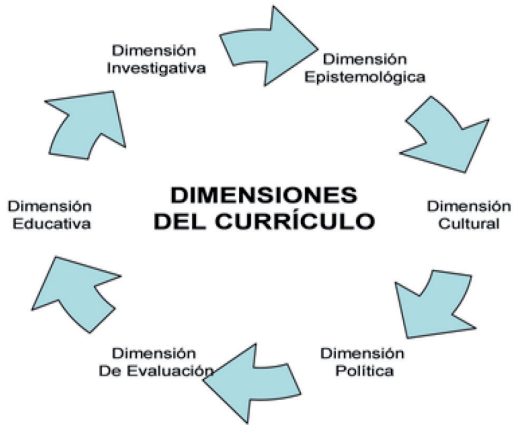 Dimensión
Investigativa
Dimensión
Epistemológica
Dimensión
Educativa
DIMENSIONES
DEL CURRÍCULO
Dimensión
Cultural
Dimensión
De Evaluación
Dimensión
Política